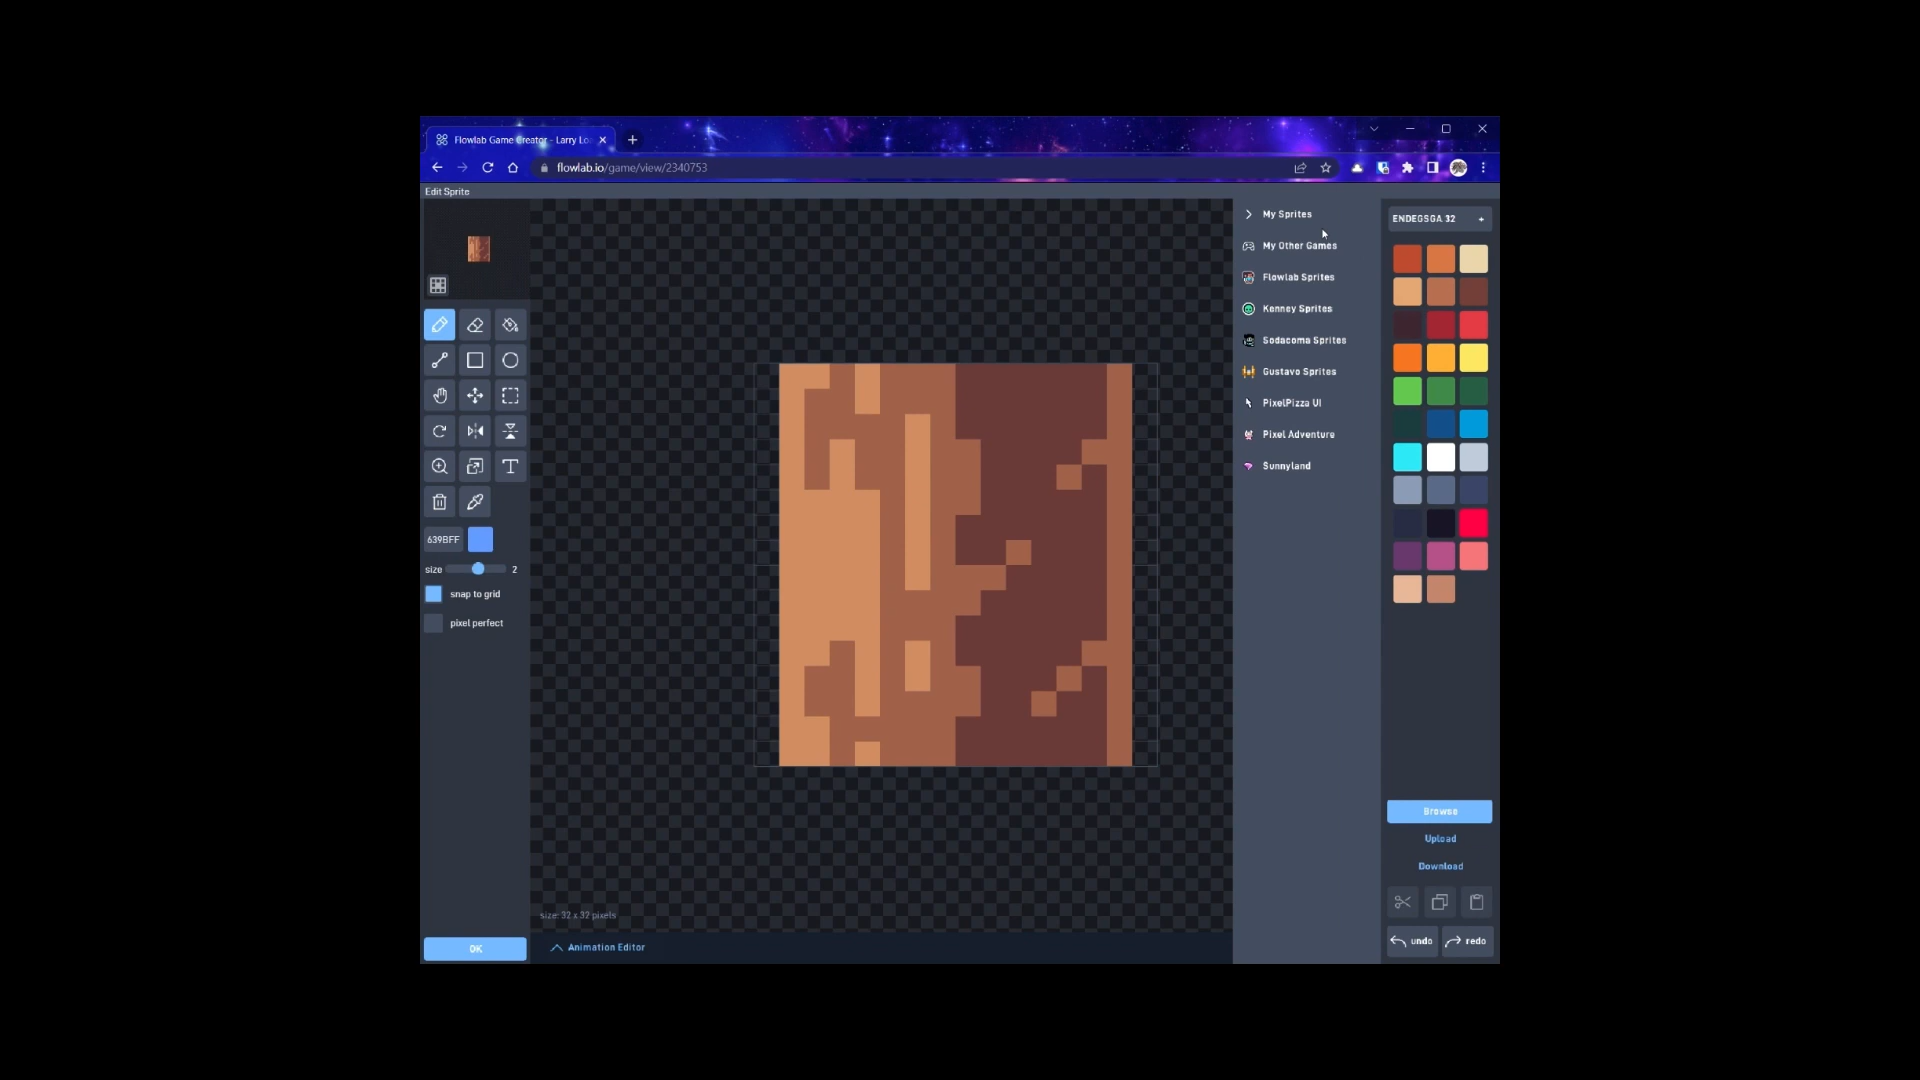 Flowlab Game Creator - Larry Lo
flowlab.io/game/view/2340753
Edit Sprite
My Sprites
My Other Games
Flowlab Sprites
Kenney Sprites
Sodacoma Sprites
Gustavo Sprites
PixelPizza UI
Pixel Adventure
Sunnyland
ENDEGSGA 32 +
639BFF
size 2
snap to grid
pixel perfect
Browse
Upload
Download
size: 32 x 32 pixels
undo redo
OK
Animation Editor